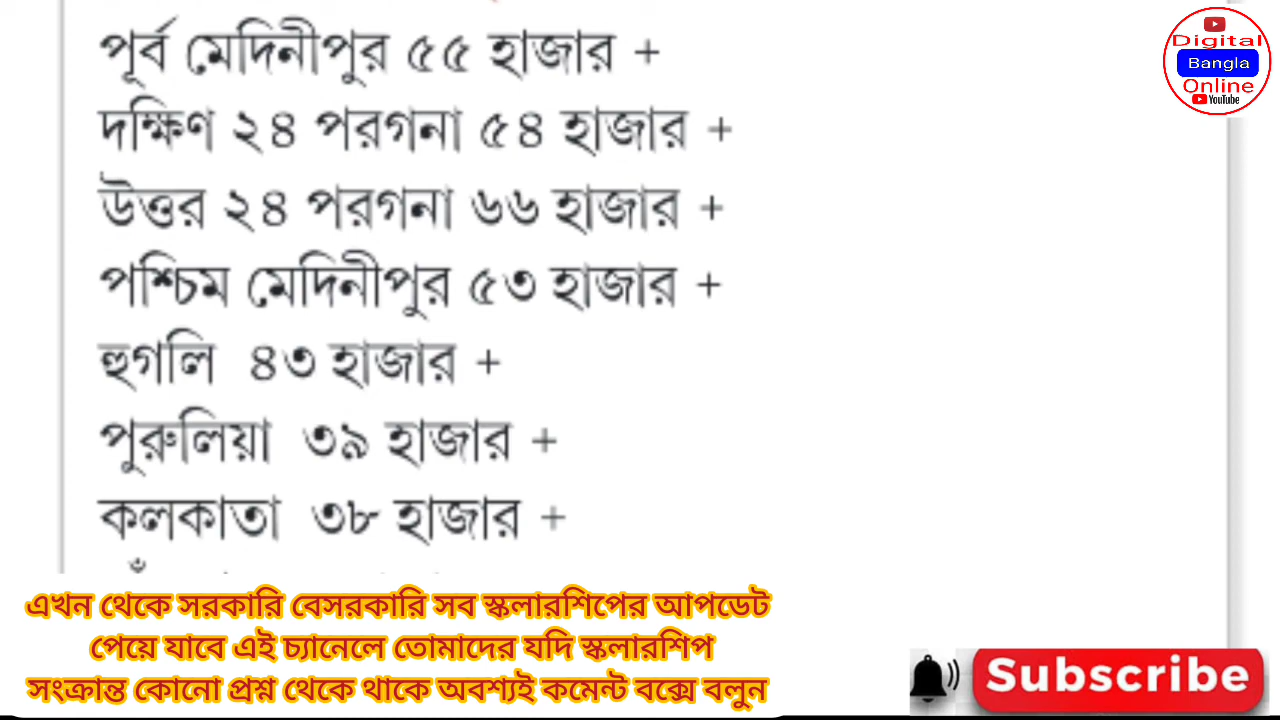 পূর্ব মেদিনীপুর ৫৫ হাজার +
দক্ষিণ ২৪ পরগনা ৫৪ হাজার +
উত্তর ২৪ পরগনা ৬৬ হাজার +
পশ্চিম মেদিনীপুর ৫৩ হাজার +
হুগলি ৪৩ হাজার +
পুরুলিয়া ৩৯ হাজার +
কলকাতা ৩৮ হাজার +
Digital
Bangla
Online
YouTube
এখন থেকে সরকারি বেসরকারি সব স্কলারশিপের আপডেট
পেয়ে যাবে এই চ্যানেলে তোমাদের যদি স্কলারশিপ
সংক্রান্ত কোনো প্রশ্ন থেকে থাকে অবশ্যই কমেন্ট বক্সে বলুন
Subscribe